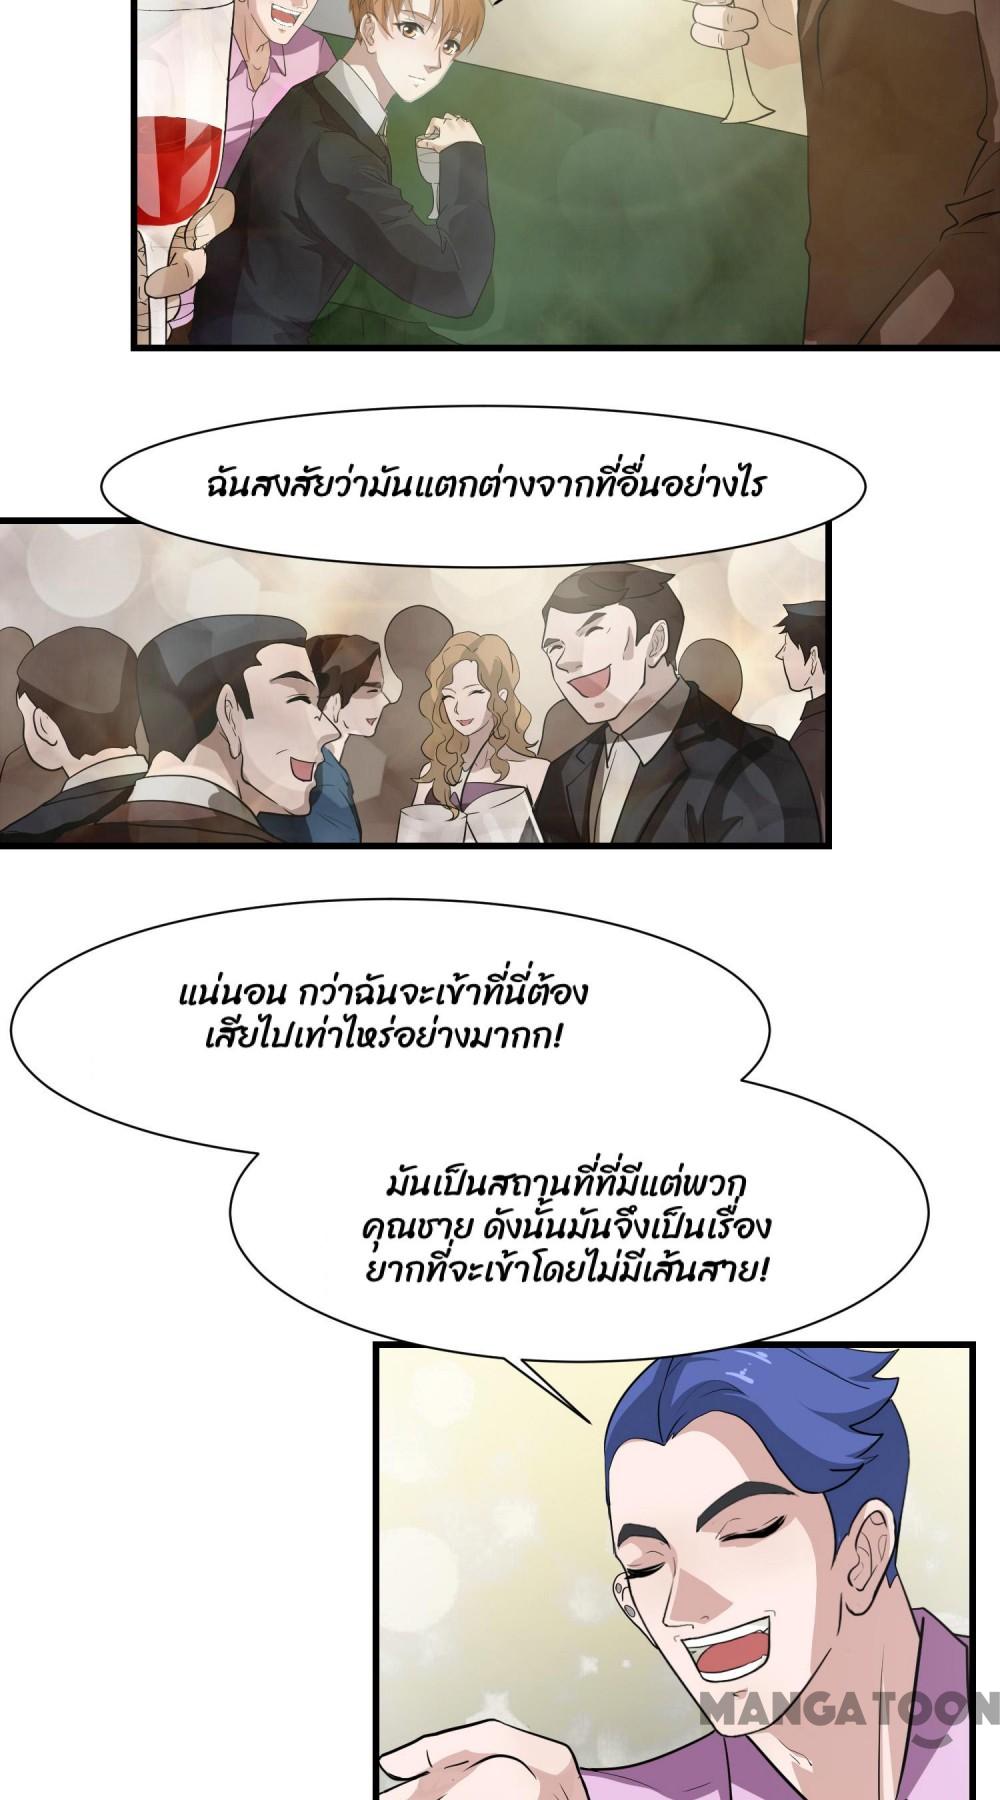 ฉันสงสัยว่ามันแตกต่างจากที่อื่นอย่างไร
แน่นอน กว่าฉันจะเข้าที่นี่ต้อง
เสียไปเท่าไหร่อย่างมากก!
มันเป็นสถานที่ที่มีแต่พวก
คุณชาย ดังนั้นมันจึงเป็นเรื่อง
ยากที่จะเข้าโดยไม่มีเส้นสาย!
MANGATOON